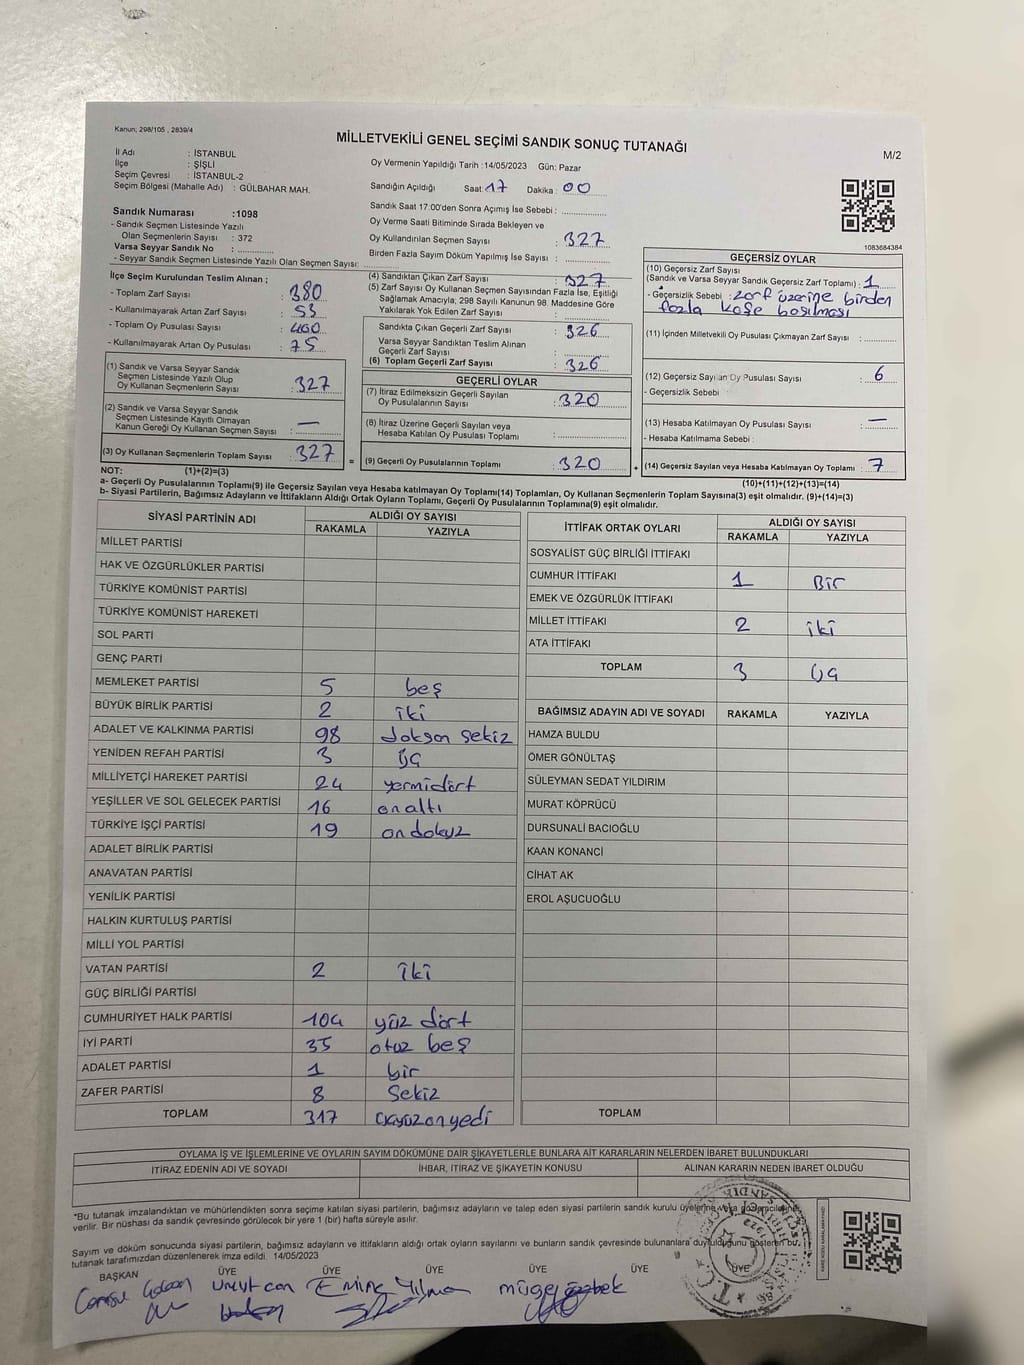 Kanun; 298/105 , 2839/4
MİLLETVEKİLİ GENEL SEÇİMİ SANDIK SONUÇ TUTANAĞI
M/2
İl Adı : İSTANBUL
İlçe : ŞİŞLİ
Seçim Çevresi : İSTANBUL-2
Seçim Bölgesi (Mahalle Adı) : GÜLBAHAR MAH.
Oy Vermenin Yapıldığı Tarih :14/05/2023 Gün: Pazar
Sandığın Açıldığı Saat: 17 Dakika : 00
Sandık Saat 17:00'den Sonra Açımış İse Sebebi :
Oy Verme Saati Bitiminde Sırada Bekleyen ve
Oy Kullandırılan Seçmen Sayısı : 327
Birden Fazla Sayım Döküm Yapılmış İse Sayısı :
1083684384
Sandık Numarası :1098
- Sandık Seçmen Listesinde Yazılı
Olan Seçmenlerin Sayısı : 372
Varsa Seyyar Sandık No :
- Seyyar Sandık Seçmen Listesinde Yazılı Olan Seçmen Sayısı:
İlçe Seçim Kurulundan Teslim Alınan ;
- Toplam Zarf Sayısı : 380
- Kullanılmayarak Artan Zarf Sayısı : 53
- Toplam Oy Pusulası Sayısı : 400
- Kullanılmayarak Artan Oy Pusulası : 75
(1) Sandık ve Varsa Seyyar Sandık
Seçmen Listesinde Yazılı Olup
Oy Kullanan Seçmenlerin Sayısı : 327
(2) Sandık ve Varsa Seyyar Sandık
Seçmen Listesinde Kayıtlı Olmayan
Kanun Gereği Oy Kullanan Seçmen Sayısı : —
(3) Oy Kullanan Seçmenlerin Toplam Sayısı : 327
(4) Sandıktan Çıkan Zarf Sayısı : 327
(5) Zarf Sayısı Oy Kullanan Seçmen Sayısından Fazla İse, Eşitliği
Sağlamak Amacıyla; 298 Sayılı Kanunun 98. Maddesine Göre
Yakılarak Yok Edilen Zarf Sayısı :
Sandıkta Çıkan Geçerli Zarf Sayısı : 326
Varsa Seyyar Sandıktan Teslim Alınan
Geçerli Zarf Sayısı :
(6) Toplam Geçerli Zarf Sayısı : 326
GEÇERLİ OYLAR
(7) İtiraz Edilmeksizin Geçerli Sayılan
Oy Pusulalarının Sayısı : 320
(8) İtiraz Üzerine Geçerli Sayılan veya
Hesaba Katılan Oy Pusulası Toplamı :
= (9) Geçerli Oy Pusulalarının Toplamı : 320
GEÇERSİZ OYLAR
(10) Geçersiz Zarf Sayısı
(Sandık ve Varsa Seyyar Sandık Geçersiz Zarf Toplamı) : 1
- Geçersizlik Sebebi : zarf üzerine birden
fazla kaşe basılması
(11) İçinden Milletvekili Oy Pusulası Çıkmayan Zarf Sayısı :
(12) Geçersiz Sayılan Oy Pusulası Sayısı : 6
- Geçersizlik Sebebi :
(13) Hesaba Katılmayan Oy Pusulası Sayısı : —
- Hesaba Katılmama Sebebi :
+ (14) Geçersiz Sayılan veya Hesaba Katılmayan Oy Toplamı : 7
NOT: (1)+(2)=(3)
(10)+(11)+(12)+(13)=(14)
a- Geçerli Oy Pusulalarının Toplamı(9) ile Geçersiz Sayılan veya Hesaba katılmayan Oy Toplamı(14) Toplamları, Oy Kullanan Seçmenlerin Toplam Sayısına(3) eşit olmalıdır. (9)+(14)=(3)
b- Siyasi Partilerin, Bağımsız Adayların ve İttifakların Aldığı Ortak Oyların Toplamı, Geçerli Oy Pusulalarının Toplamına(9) eşit olmalıdır.
SİYASİ PARTİNİN ADI ALDIĞI OY SAYISI
RAKAMLA YAZIYLA
MİLLET PARTİSİ
HAK VE ÖZGÜRLÜKLER PARTİSİ
TÜRKİYE KOMÜNİST PARTİSİ
TÜRKİYE KOMÜNİST HAREKETİ
SOL PARTİ
GENÇ PARTİ
MEMLEKET PARTİSİ 5 beş
BÜYÜK BİRLİK PARTİSİ 2 iki
ADALET VE KALKINMA PARTİSİ 98 doksan sekiz
YENİDEN REFAH PARTİSİ 3 üç
MİLLİYETÇİ HAREKET PARTİSİ 24 yermidört
YEŞİLLER VE SOL GELECEK PARTİSİ 16 onaltı
TÜRKİYE İŞÇİ PARTİSİ 19 ondokuz
ADALET BİRLİK PARTİSİ
ANAVATAN PARTİSİ
YENİLİK PARTİSİ
HALKIN KURTULUŞ PARTİSİ
MİLLİ YOL PARTİSİ
VATAN PARTİSİ 2 iki
GÜÇ BİRLİĞİ PARTİSİ
CUMHURİYET HALK PARTİSİ 104 yüz dört
İYİ PARTİ 35 otuz beş
ADALET PARTİSİ 1 bir
ZAFER PARTİSİ 8 Sekiz
TOPLAM 317 üçyüzonyedi
İTTİFAK ORTAK OYLARI ALDIĞI OY SAYISI
RAKAMLA YAZIYLA
SOSYALİST GÜÇ BİRLİĞİ İTTİFAKI
CUMHUR İTTİFAKI 1 Bir
EMEK VE ÖZGÜRLÜK İTTİFAKI
MİLLET İTTİFAKI 2 iki
ATA İTTİFAKI
TOPLAM 3 üç
BAĞIMSIZ ADAYIN ADI VE SOYADI RAKAMLA YAZIYLA
HAMZA BULDU
ÖMER GÖNÜLTAŞ
SÜLEYMAN SEDAT YILDIRIM
MURAT KÖPRÜCÜ
DURSUNALİ BACIOĞLU
KAAN KONANCİ
CİHAT AK
EROL AŞUCUOĞLU
TOPLAM
OYLAMA İŞ VE İŞLEMLERİNE VE OYLARIN SAYIM DÖKÜMÜNE DAİR ŞİKAYETLERLE BUNLARA AİT KARARLARIN NELERDEN İBARET BULUNDUKLARI
İTİRAZ EDENİN ADI VE SOYADI İHBAR, İTİRAZ VE ŞİKAYETİN KONUSU ALINAN KARARIN NEDEN İBARET OLDUĞU
*Bu tutanak imzalandıktan ve mühürlendikten sonra seçime katılan siyasi partilerin, bağımsız adayların ve talep eden siyasi partilerin sandık kurulu üyelerine veya gözlemcilerine
verilir. Bir nüshası da sandık çevresinde görülecek bir yere 1 (bir) hafta süreyle asılır.
Sayım ve döküm sonucunda siyasi partilerin, bağımsız adayların ve ittifakların aldığı ortak oyların sayılarını ve bunların sandık çevresinde bulunanlara duyulduğunu gösteren bu
tutanak tarafımızdan düzenlenerek imza edildi. 14/05/2023
BAŞKAN ÜYE ÜYE ÜYE ÜYE ÜYE
Emine Yılmaz müge özbek